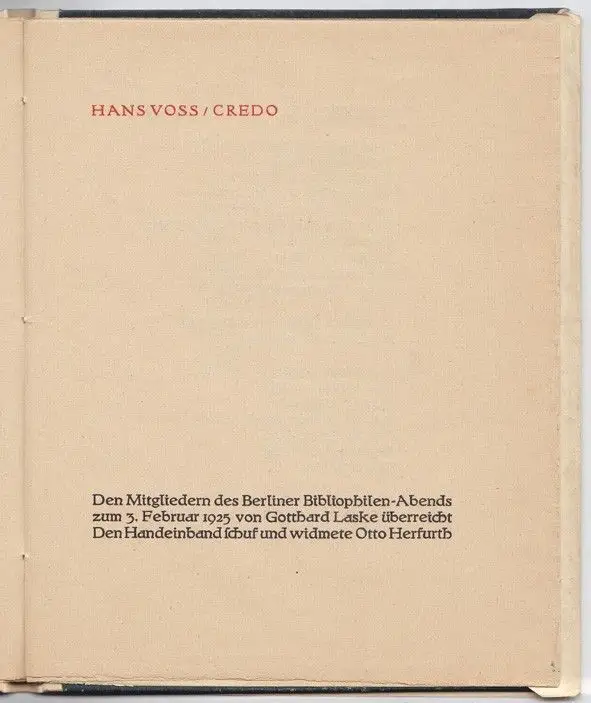 HANS VOSS / CREDO
Den Mitgliedern des Berliner Bibliophilen-Abends
zum 3. Februar 1925 von Gotthard Laske überreicht
Den Handeinband schuf und widmete Otto Herfurth